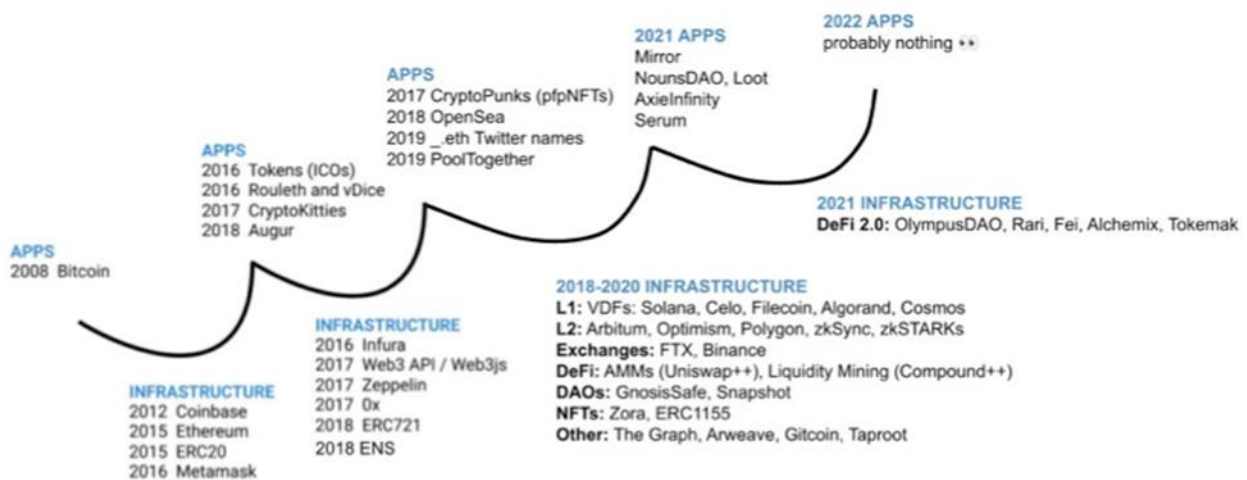 APPS
2008 Bitcoin
INFRASTRUCTURE
2012 Coinbase
2015 Ethereum
2015 ERC20
2016 Metamask
APPS
2016 Tokens (ICOs)
2016 Rouleth and vDice
2017 CryptoKitties
2018 Augur
INFRASTRUCTURE
2016 Infura
2017 Web3 API / Web3js
2017 Zeppelin
2017 0x
2018 ERC721
2018 ENS
APPS
2017 CryptoPunks (pfpNFTs)
2018 OpenSea
2019 _.eth Twitter names
2019 PoolTogether
2018-2020 INFRASTRUCTURE
L1: VDFs: Solana, Celo, Filecoin, Algorand, Cosmos
L2: Arbitum, Optimism, Polygon, zkSync, zkSTARKs
Exchanges: FTX, Binance
DeFi: AMMs (Uniswap++), Liquidity Mining (Compound++)
DAOs: GnosisSafe, Snapshot
NFTs: Zora, ERC1155
Other: The Graph, Arweave, Gitcoin, Taproot
2021 APPS
Mirror
NounsDAO, Loot
AxieInfinity
Serum
2021 INFRASTRUCTURE
DeFi 2.0: OlympusDAO, Rari, Fei, Alchemix, Tokemak
2022 APPS
probably nothing 👀